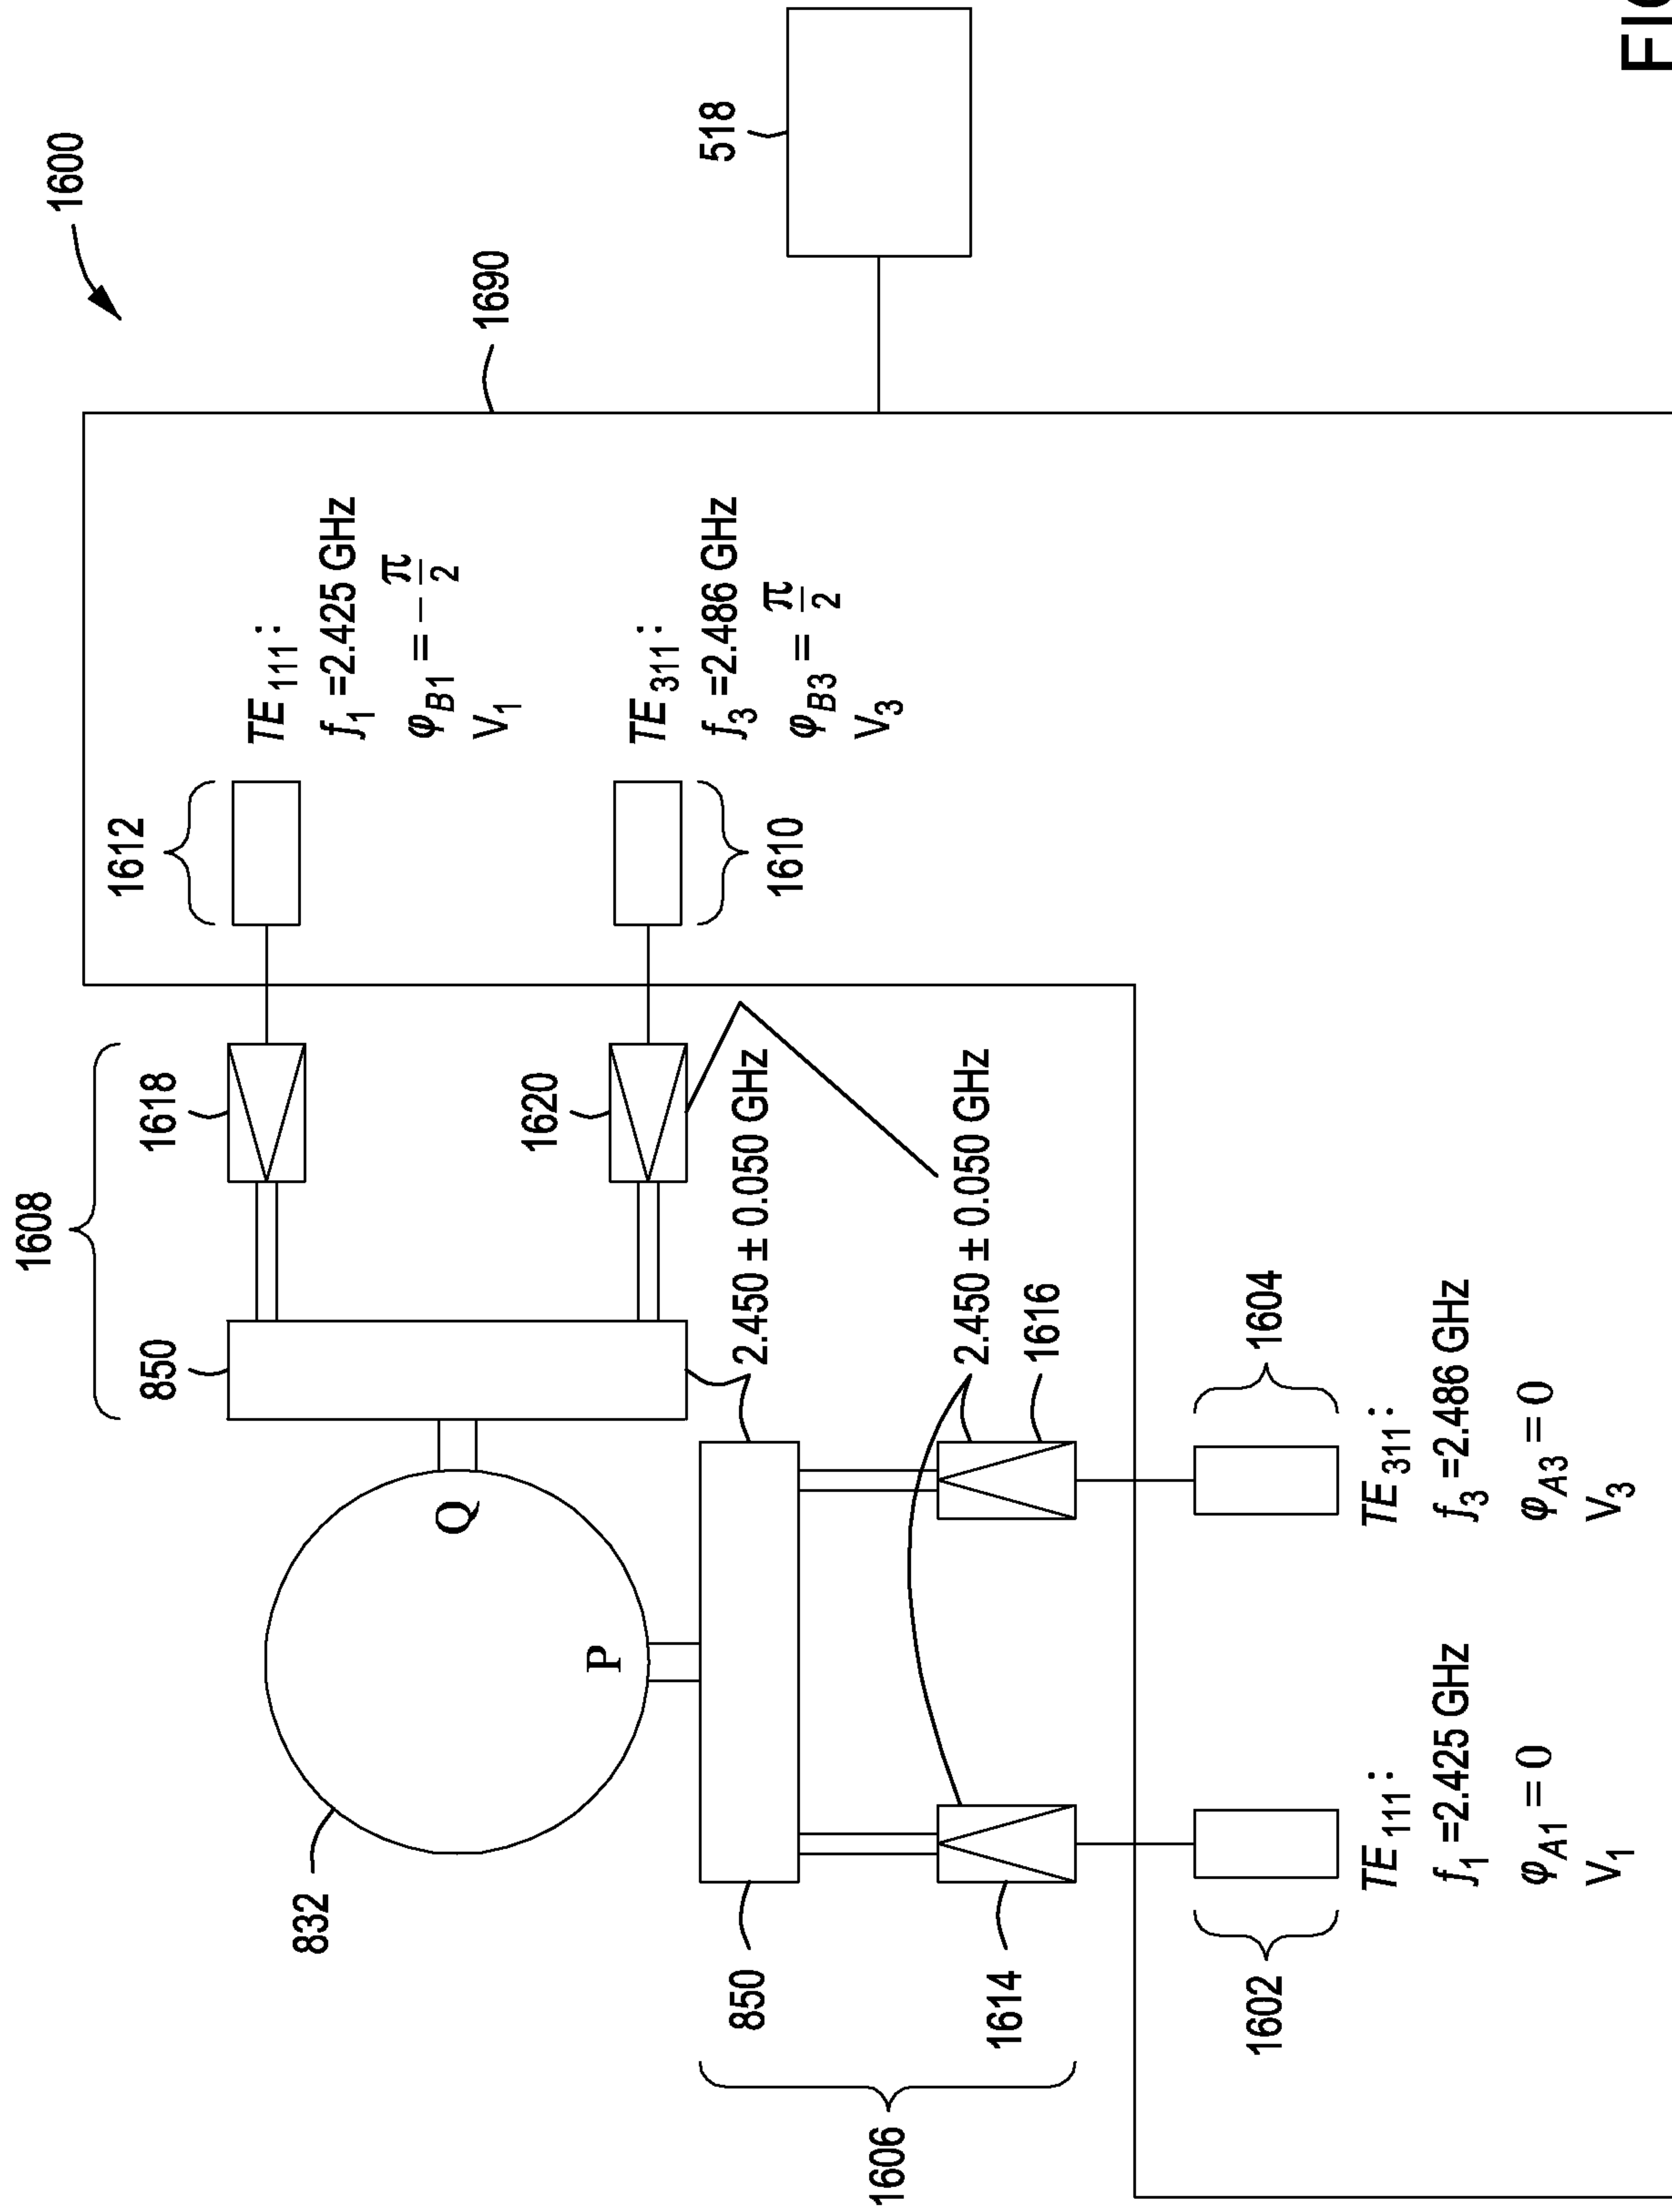 1608
1600
1612
850
1618
TE111:
832
f1 =2.425 GHz
φB1 = −π/2
V1
1690
Q
1620
P
TE311:
f3 =2.486 GHz
518
1610
φB3 = π/2
V3
850
2.450 ± 0.050 GHz
1606
2.450 ± 0.050 GHz
1614
1616
1602
1604
TE111:
f1 =2.425 GHz
φA1 = 0
V1
TE311:
f3 =2.486 GHz
φA3 = 0
V3